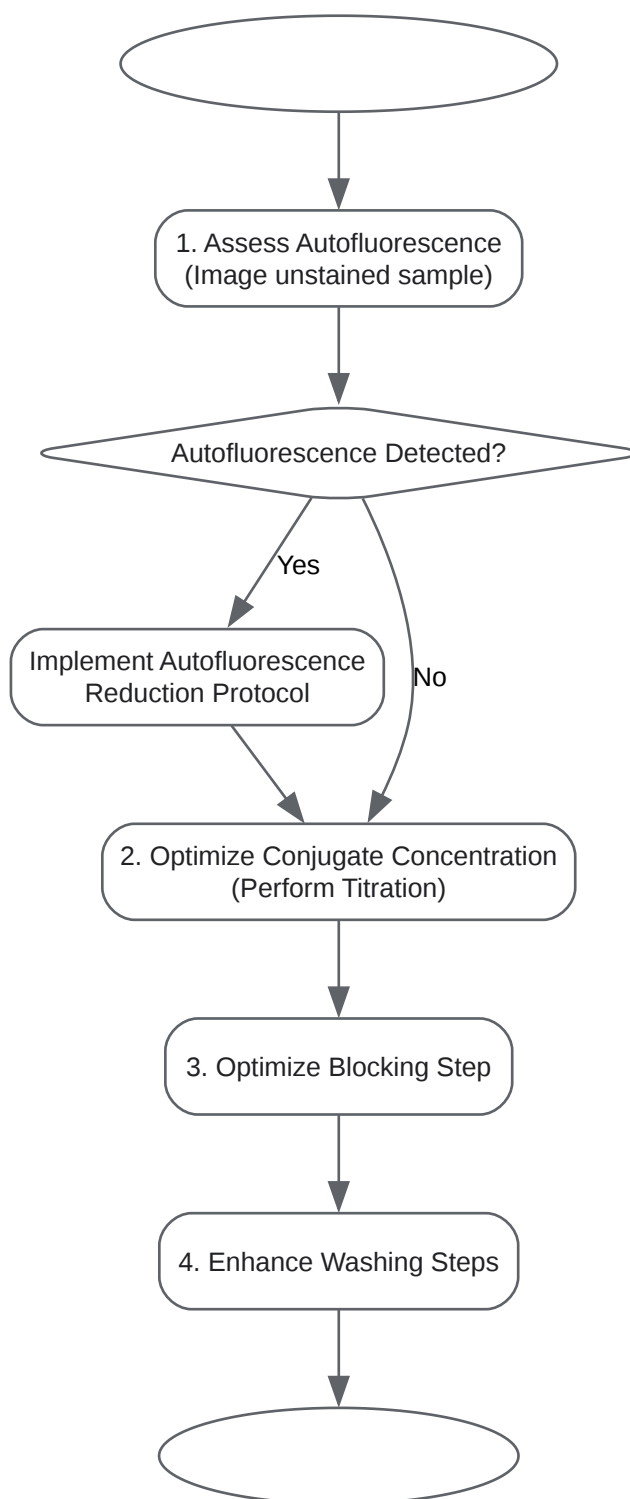 1. Assess Autofluorescence
(Image unstained sample)
Autofluorescence Detected?
Yes
Implement Autofluorescence
Reduction Protocol
No
2. Optimize Conjugate Concentration
(Perform Titration)
3. Optimize Blocking Step
4. Enhance Washing Steps